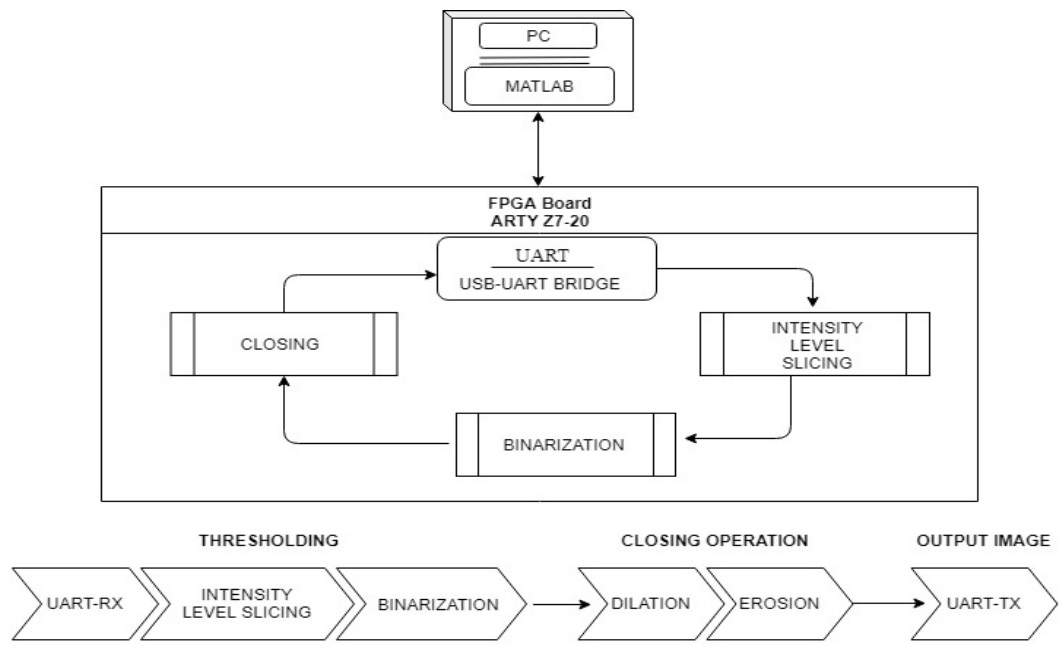 PC
MATLAB
FPGA Board
ARTY Z7-20
UART
USB-UART BRIDGE
CLOSING
INTENSITY
LEVEL
SLICING
BINARIZATION
THRESHOLDING
CLOSING OPERATION
OUTPUT IMAGE
UART-RX
INTENSITY
LEVEL SLICING
BINARIZATION
DILATION
EROSION
UART-TX